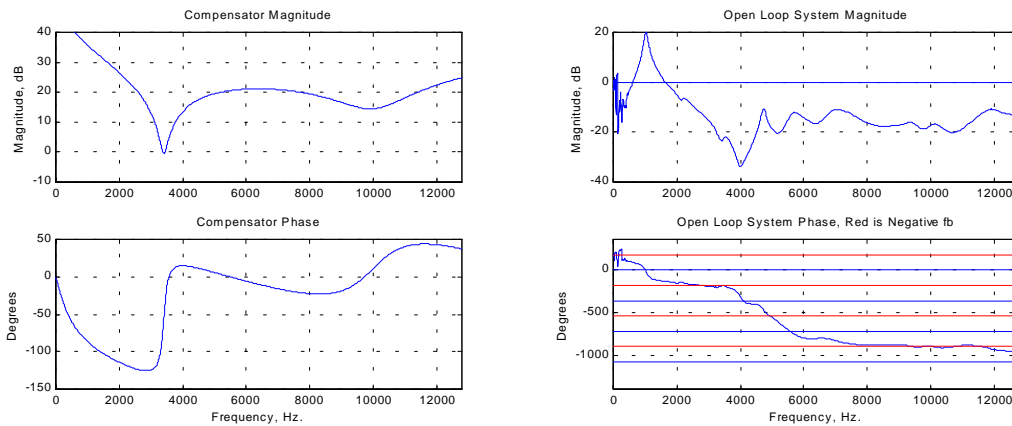 Compensator Magnitude
Magnitude, dB
40
30
20
10
0
-10
0 2000 4000 6000 8000 10000 12000
Open Loop System Magnitude
Magnitude, dB
20
0
-20
-40
0 2000 4000 6000 8000 10000 12000
Compensator Phase
Degrees
50
0
-50
-100
-150
0 2000 4000 6000 8000 10000 12000
Frequency, Hz.
Open Loop System Phase, Red is Negative fb
Degrees
0
-500
-1000
0 2000 4000 6000 8000 10000 12000
Frequency, Hz.